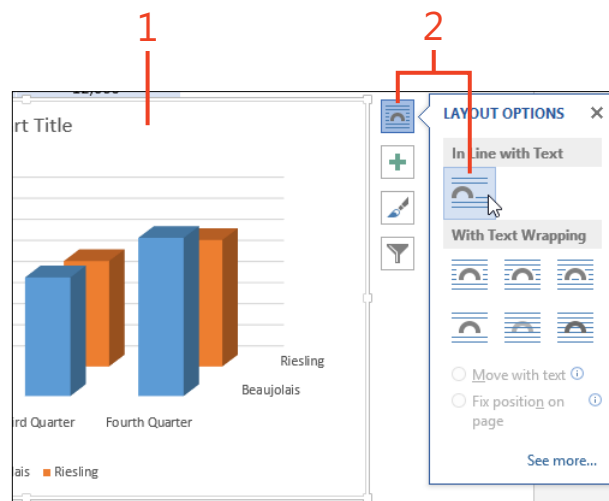 1
2
rt Title
LAYOUT OPTIONS
In Line with Text
With Text Wrapping
Riesling
Beaujolais
Move with text
rd Quarter
Fourth Quarter
Fix position on
page
lais
Riesling
See more...